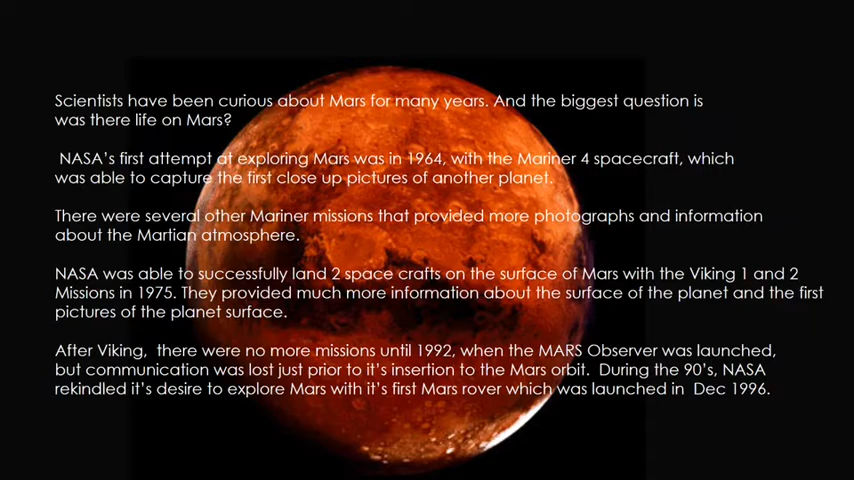 Scientists have been curious about Mars for many years. And the biggest question is
was there life on Mars?
NASA's first attempt at exploring Mars was in 1964, with the Mariner 4 spacecraft, which
was able to capture the first close up pictures of another planet.
There were several other Mariner missions that provided more photographs and information
about the Martian atmosphere.
NASA was able to successfully land 2 space crafts on the surface of Mars with the Viking 1 and 2
Missions in 1975. They provided much more information about the surface of the planet and the first
pictures of the planet surface.
After Viking, there were no more missions until 1992, when the MARS Observer was launched,
but communication was lost just prior to it's insertion to the Mars orbit. During the 90's, NASA
rekindled it's desire to explore Mars with it's first Mars rover which was launched in Dec 1996.